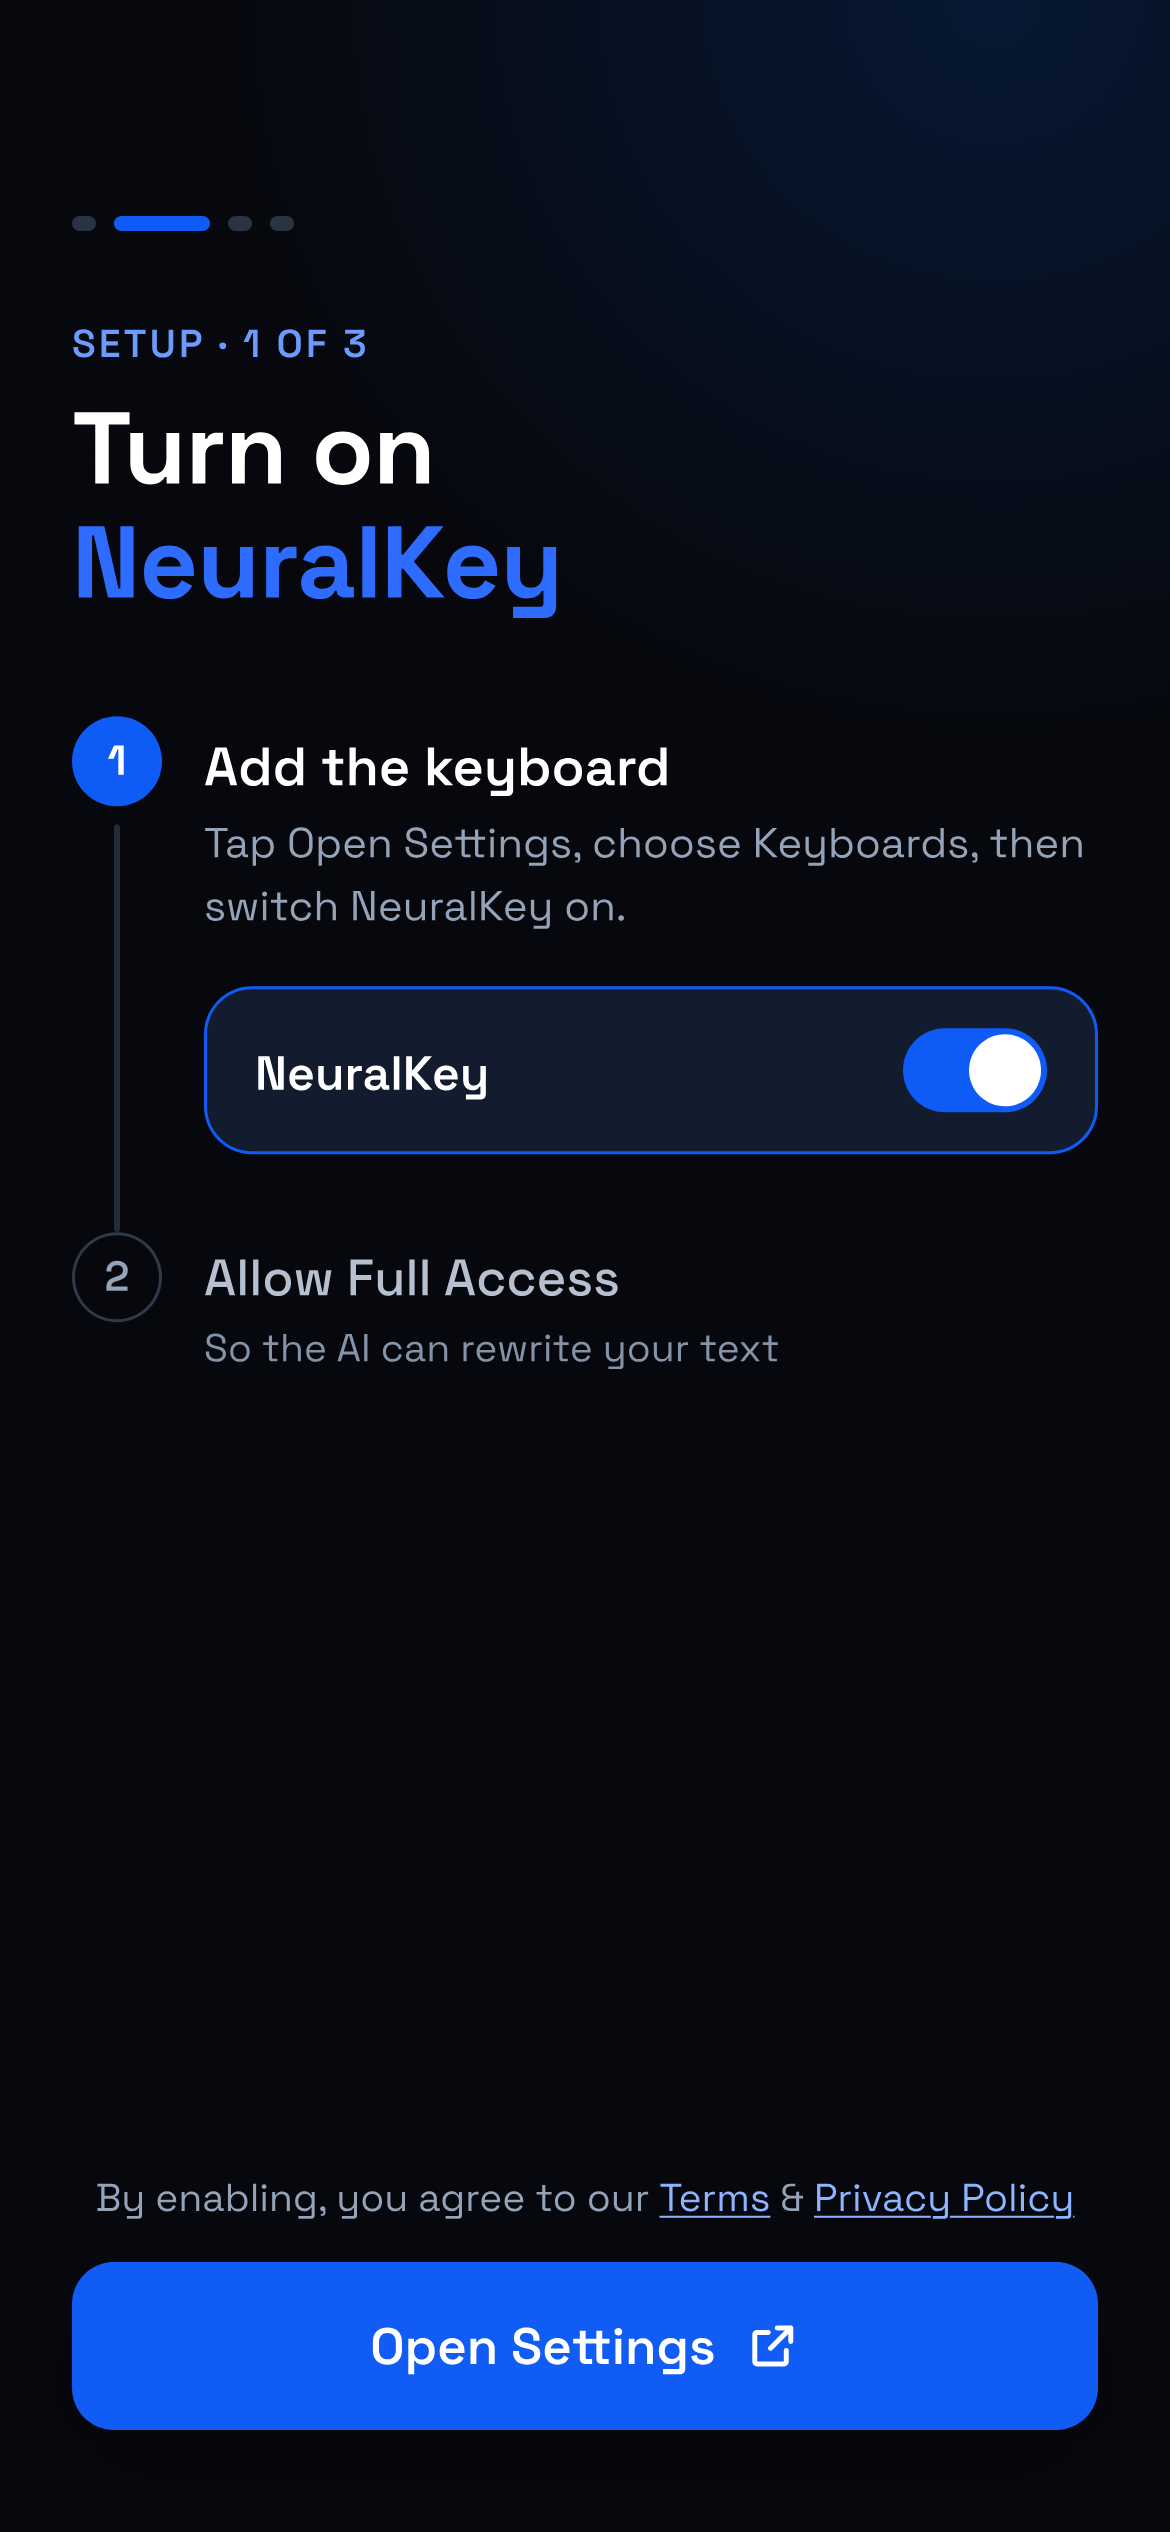 SETUP · 1 OF 3
Turn on
NeuralKey
1
Add the keyboard
Tap Open Settings, choose Keyboards, then
switch NeuralKey on.
NeuralKey
2
Allow Full Access
So the AI can rewrite your text
By enabling, you agree to our Terms & Privacy Policy
Open Settings